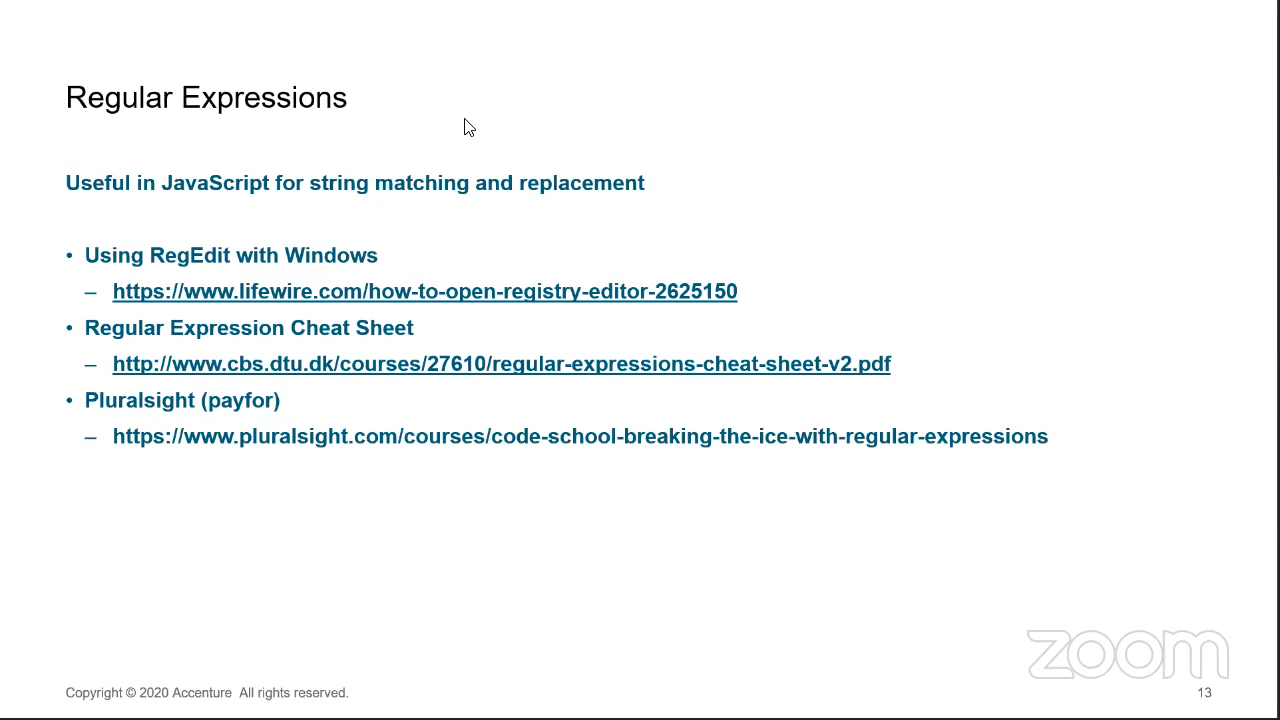 Regular Expressions
Useful in JavaScript for string matching and replacement
• Using RegEdit with Windows
– https://www.lifewire.com/how-to-open-registry-editor-2625150
• Regular Expression Cheat Sheet
– http://www.cbs.dtu.dk/courses/27610/regular-expressions-cheat-sheet-v2.pdf
• Pluralsight (payfor)
– https://www.pluralsight.com/courses/code-school-breaking-the-ice-with-regular-expressions
zoom
Copyright © 2020 Accenture All rights reserved.
13